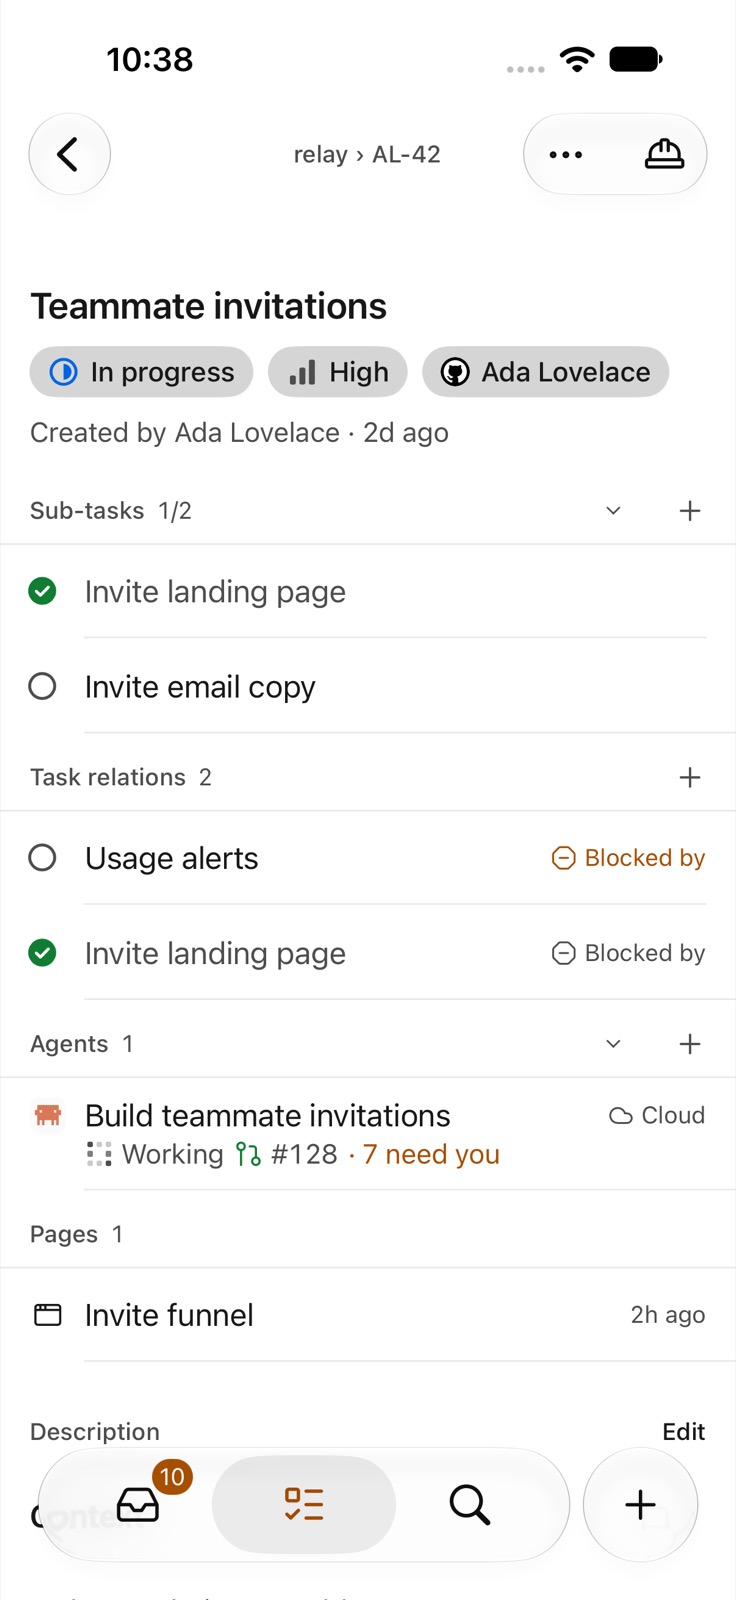 10:38
relay › AL-42
Teammate invitations
In progress
High
Ada Lovelace
Created by Ada Lovelace · 2d ago
Sub-tasks 1/2
Invite landing page
Invite email copy
Task relations 2
Usage alerts
Blocked by
Invite landing page
Blocked by
Agents 1
Build teammate invitations
Cloud
Working #128 · 7 need you
Pages 1
Invite funnel
2h ago
Description
Edit
10